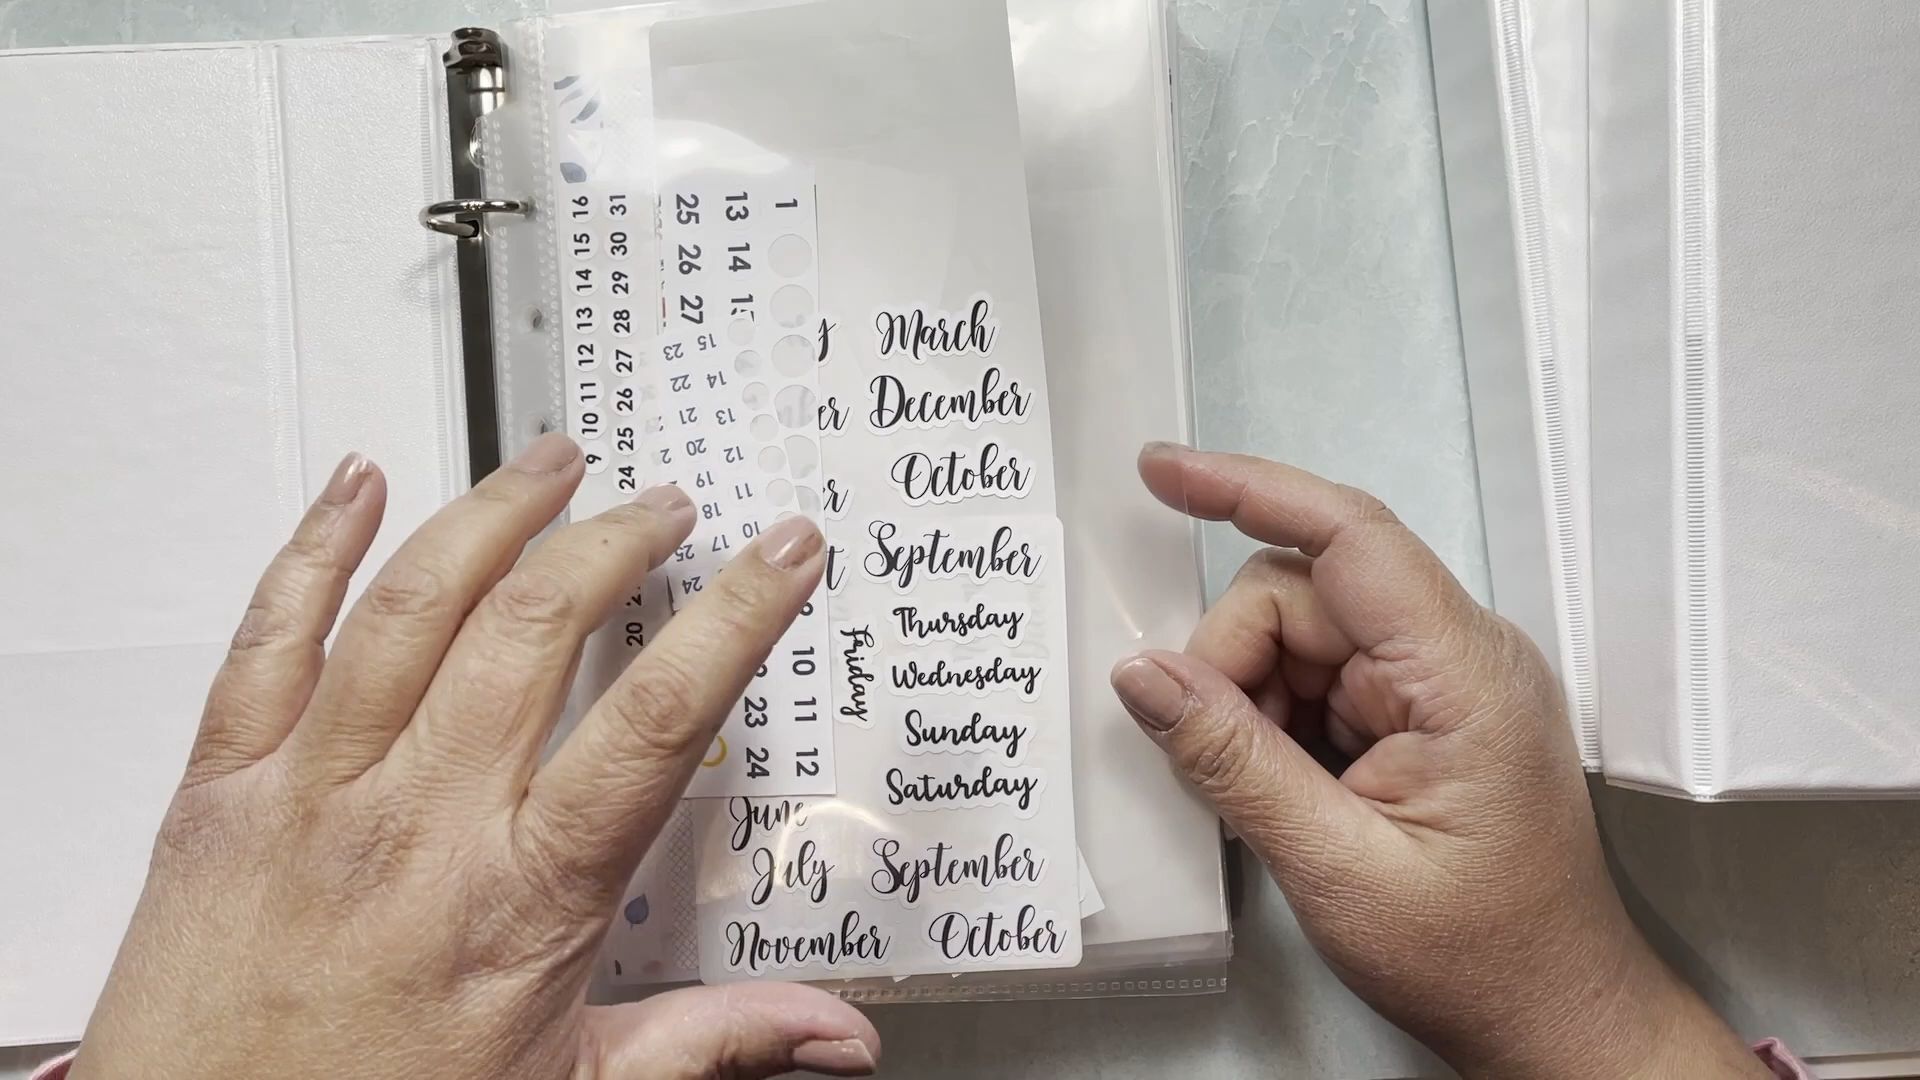 16 15 14 13 12 11 10 9
31 30 29 28 27 26 25 24
20
25 26 27
13 14
1
23 22 21 20 19 18 17
15 14 13 12 11 10
25
24
10 11 12
23 24
March
December
October
September
Thursday
Wednesday
Friday
Sunday
Saturday
June
July September
November October